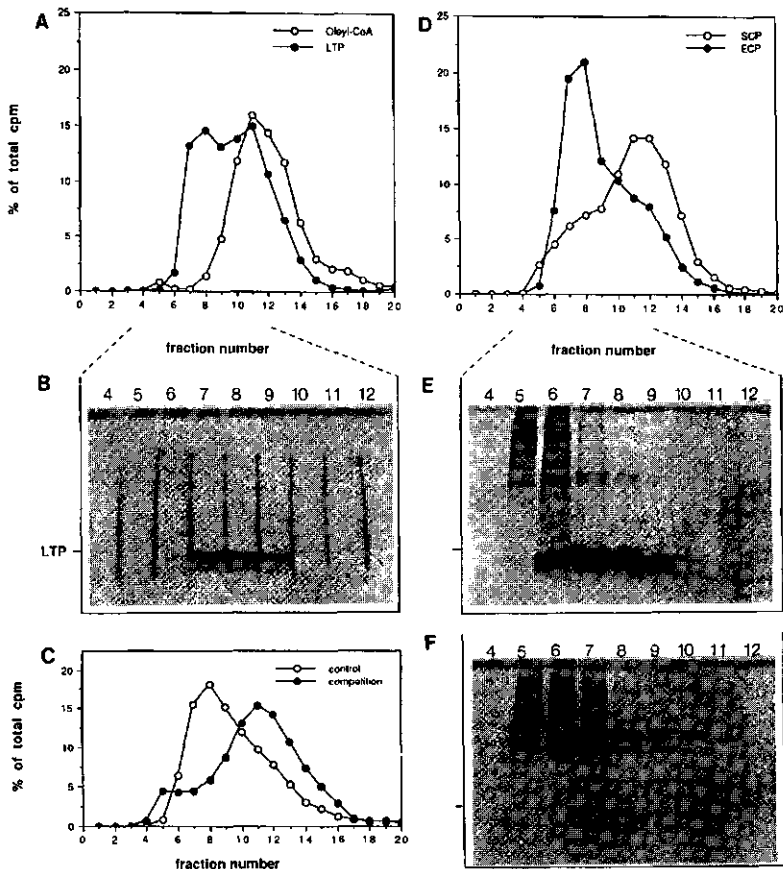 A
Oleyl-CoA
LTP
% of total cpm
25
20
15
10
5
0
0 2 4 6 8 10 12 14 16 18 20
fraction number
B
4 5 6 7 8 9 10 11 12
LTP
C
control
competition
% of total cpm
20
15
10
5
0
0 2 4 6 8 10 12 14 16 18 20
fraction number
D
SCP
ECP
25
20
15
10
5
0
0 2 4 6 8 10 12 14 16 18 20
fraction number
E
4 5 6 7 8 9 10 11 12
F
4 5 6 7 8 9 10 11 12